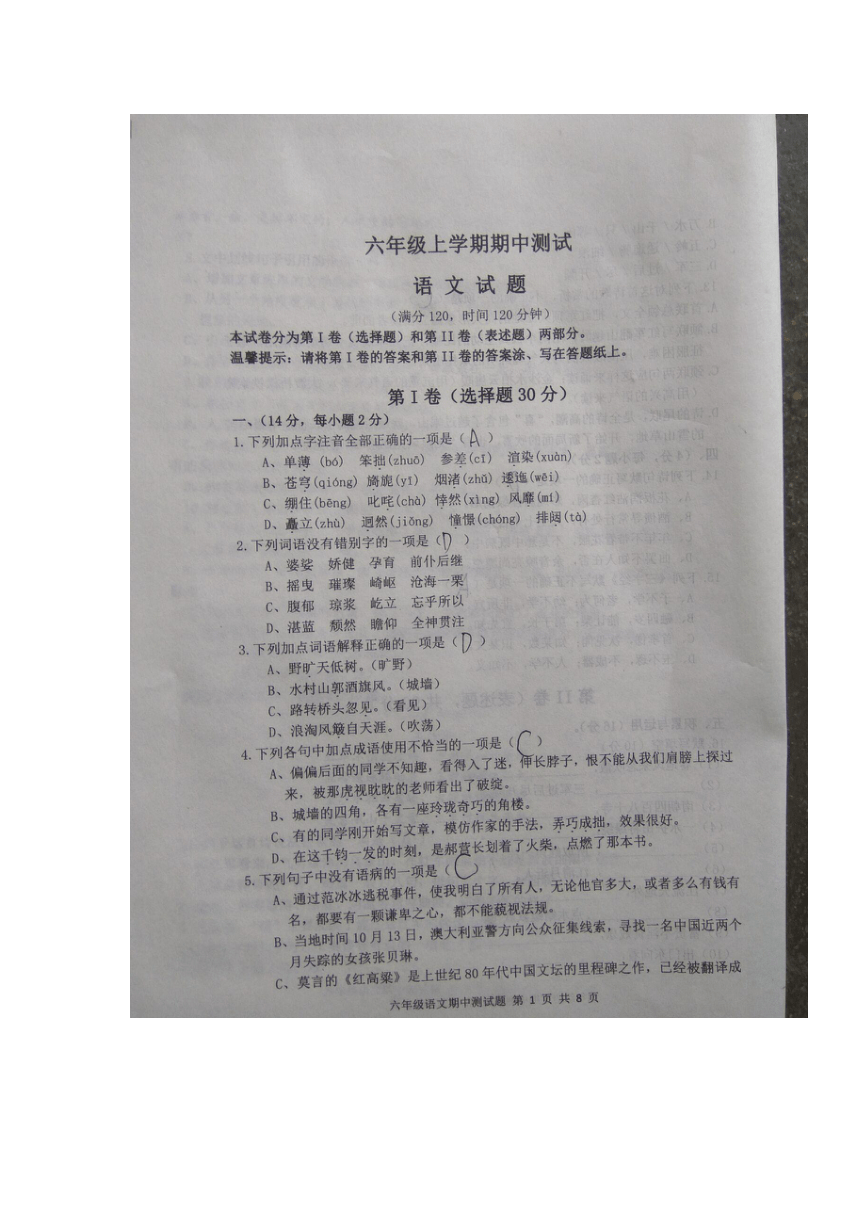 六年级上学期期中测试
语 文 试 题
(满分 120，时间 120 分钟)
本试卷分为第 I 卷（选择题）和第 II 卷（表述题）两部分。
温馨提示：请将第 I 卷的答案和第 II 卷的答案涂、写在答题纸上。
第 I 卷（选择题 30 分）
一、（14 分，每小题 2 分）
1. 下列加点字注音全部正确的一项是（A）
A、单薄 (bó) 笨拙(zhuō) 参差(cī) 渲染(xuàn)
B、苍穹(qióng) 旖旎(yī) 烟渚(zhǔ) 逶迤(wēi)
C、绷住(bēng) 叱咤(chà) 悻然(xìng) 风靡(mí)
D、矗立(zhù) 迥然(jiǒng) 憧憬(chóng) 排闼(tà)
2. 下列词语没有错别字的一项是（D）
A、婆娑 娇健 孕育 前仆后继
B、摇曳 璀璨 崎岖 沧海一栗
C、腹郁 琼浆 屹立 忘乎所以
D、湛蓝 颓然 瞻仰 全神贯注
3. 下列加点词语解释正确的一项是（D）
A、野旷天低树。（旷野）
B、水村山郭酒旗风。（城墙）
C、路转桥头忽见。（看见）
D、浪淘风簸自天涯。（吹荡）
4. 下列各句中加点成语使用不恰当的一项是（C）
A、偏偏后面的同学不知趣，看得入了迷，伸长脖子，恨不能从我们肩膀上探过
来，被那虎视眈眈的老师看出了破绽。
B、城墙的四角，各有一座玲珑奇巧的角楼。
C、有的同学刚开始写文章，模仿作家的手法，弄巧成拙，效果很好。
D、在这千钧一发的时刻，是郝营长划着了火柴，点燃了那本书。
5. 下列句子中没有语病的一项是（C）
A、通过范冰冰逃税事件，使我明白了所有人，无论他官多大，或者多么有钱有
名，都要有一颗谦卑之心，都不能藐视法规。
B、当地时间 10 月 13 日，澳大利亚警方向公众征集线索，寻找一名中国近两个
月失踪的女孩张贝琳。
C、莫言的《红高粱》是上世纪 80 年代中国文坛的里程碑之作，已经被翻译成
六年级语文期中测试题 第 1 页 共 8 页